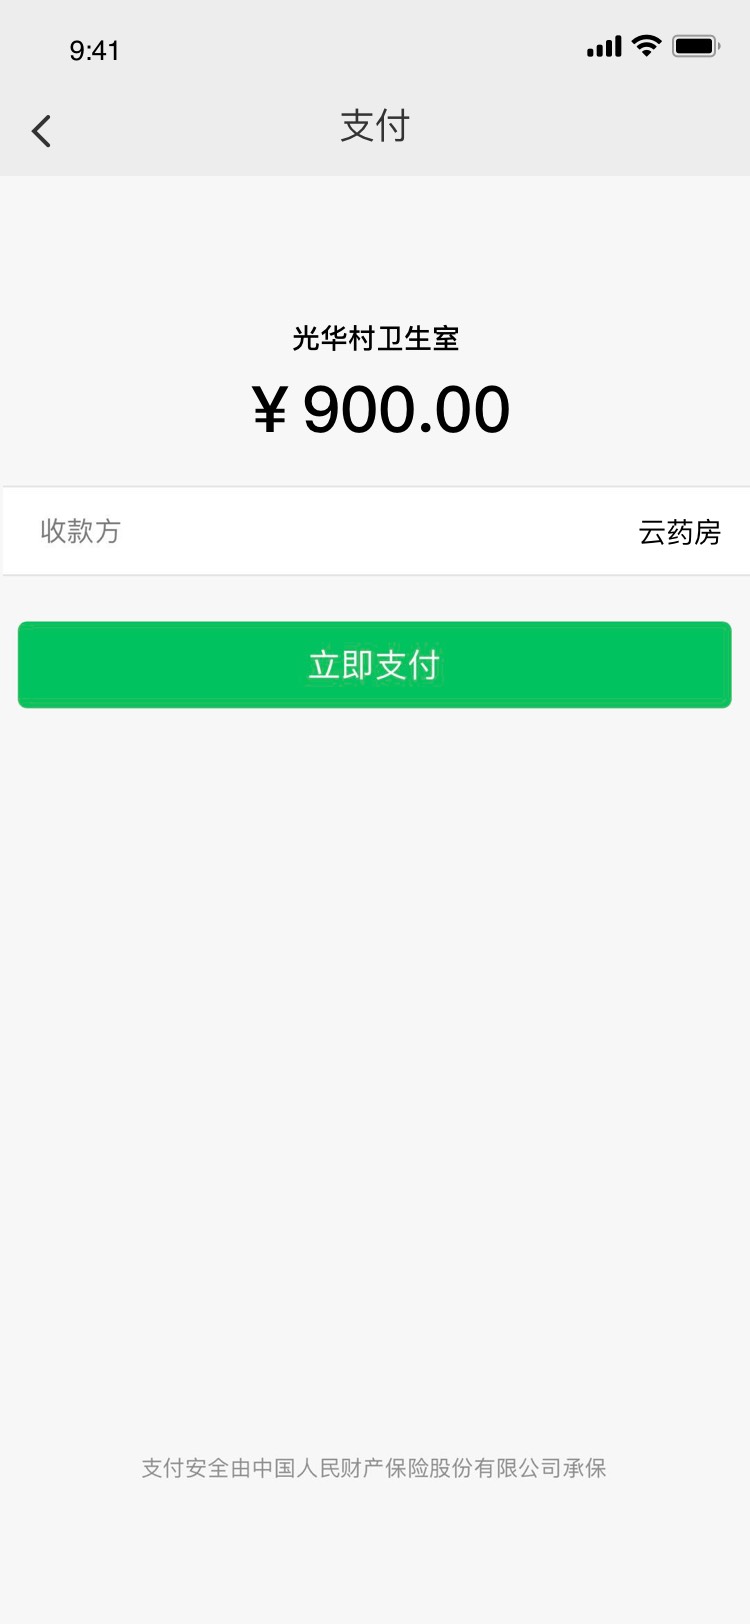 9:41
支付
光华村卫生室
¥ 900.00
收款方 云药房
立即支付
支付安全由中国人民财产保险股份有限公司承保